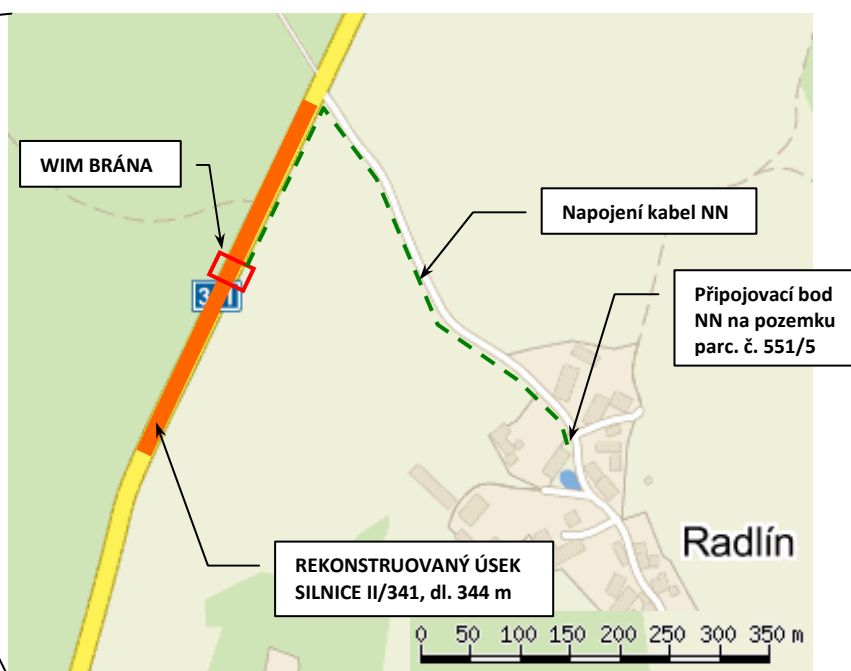 WIM BRÁNA
Napojení kabel NN
Připojovací bod
NN na pozemku
parc. č. 551/5
REKONSTRUOVANÝ ÚSEK
SILNICE II/341, dl. 344 m
Radlín
0 50 100 150 200 250 300 350 m